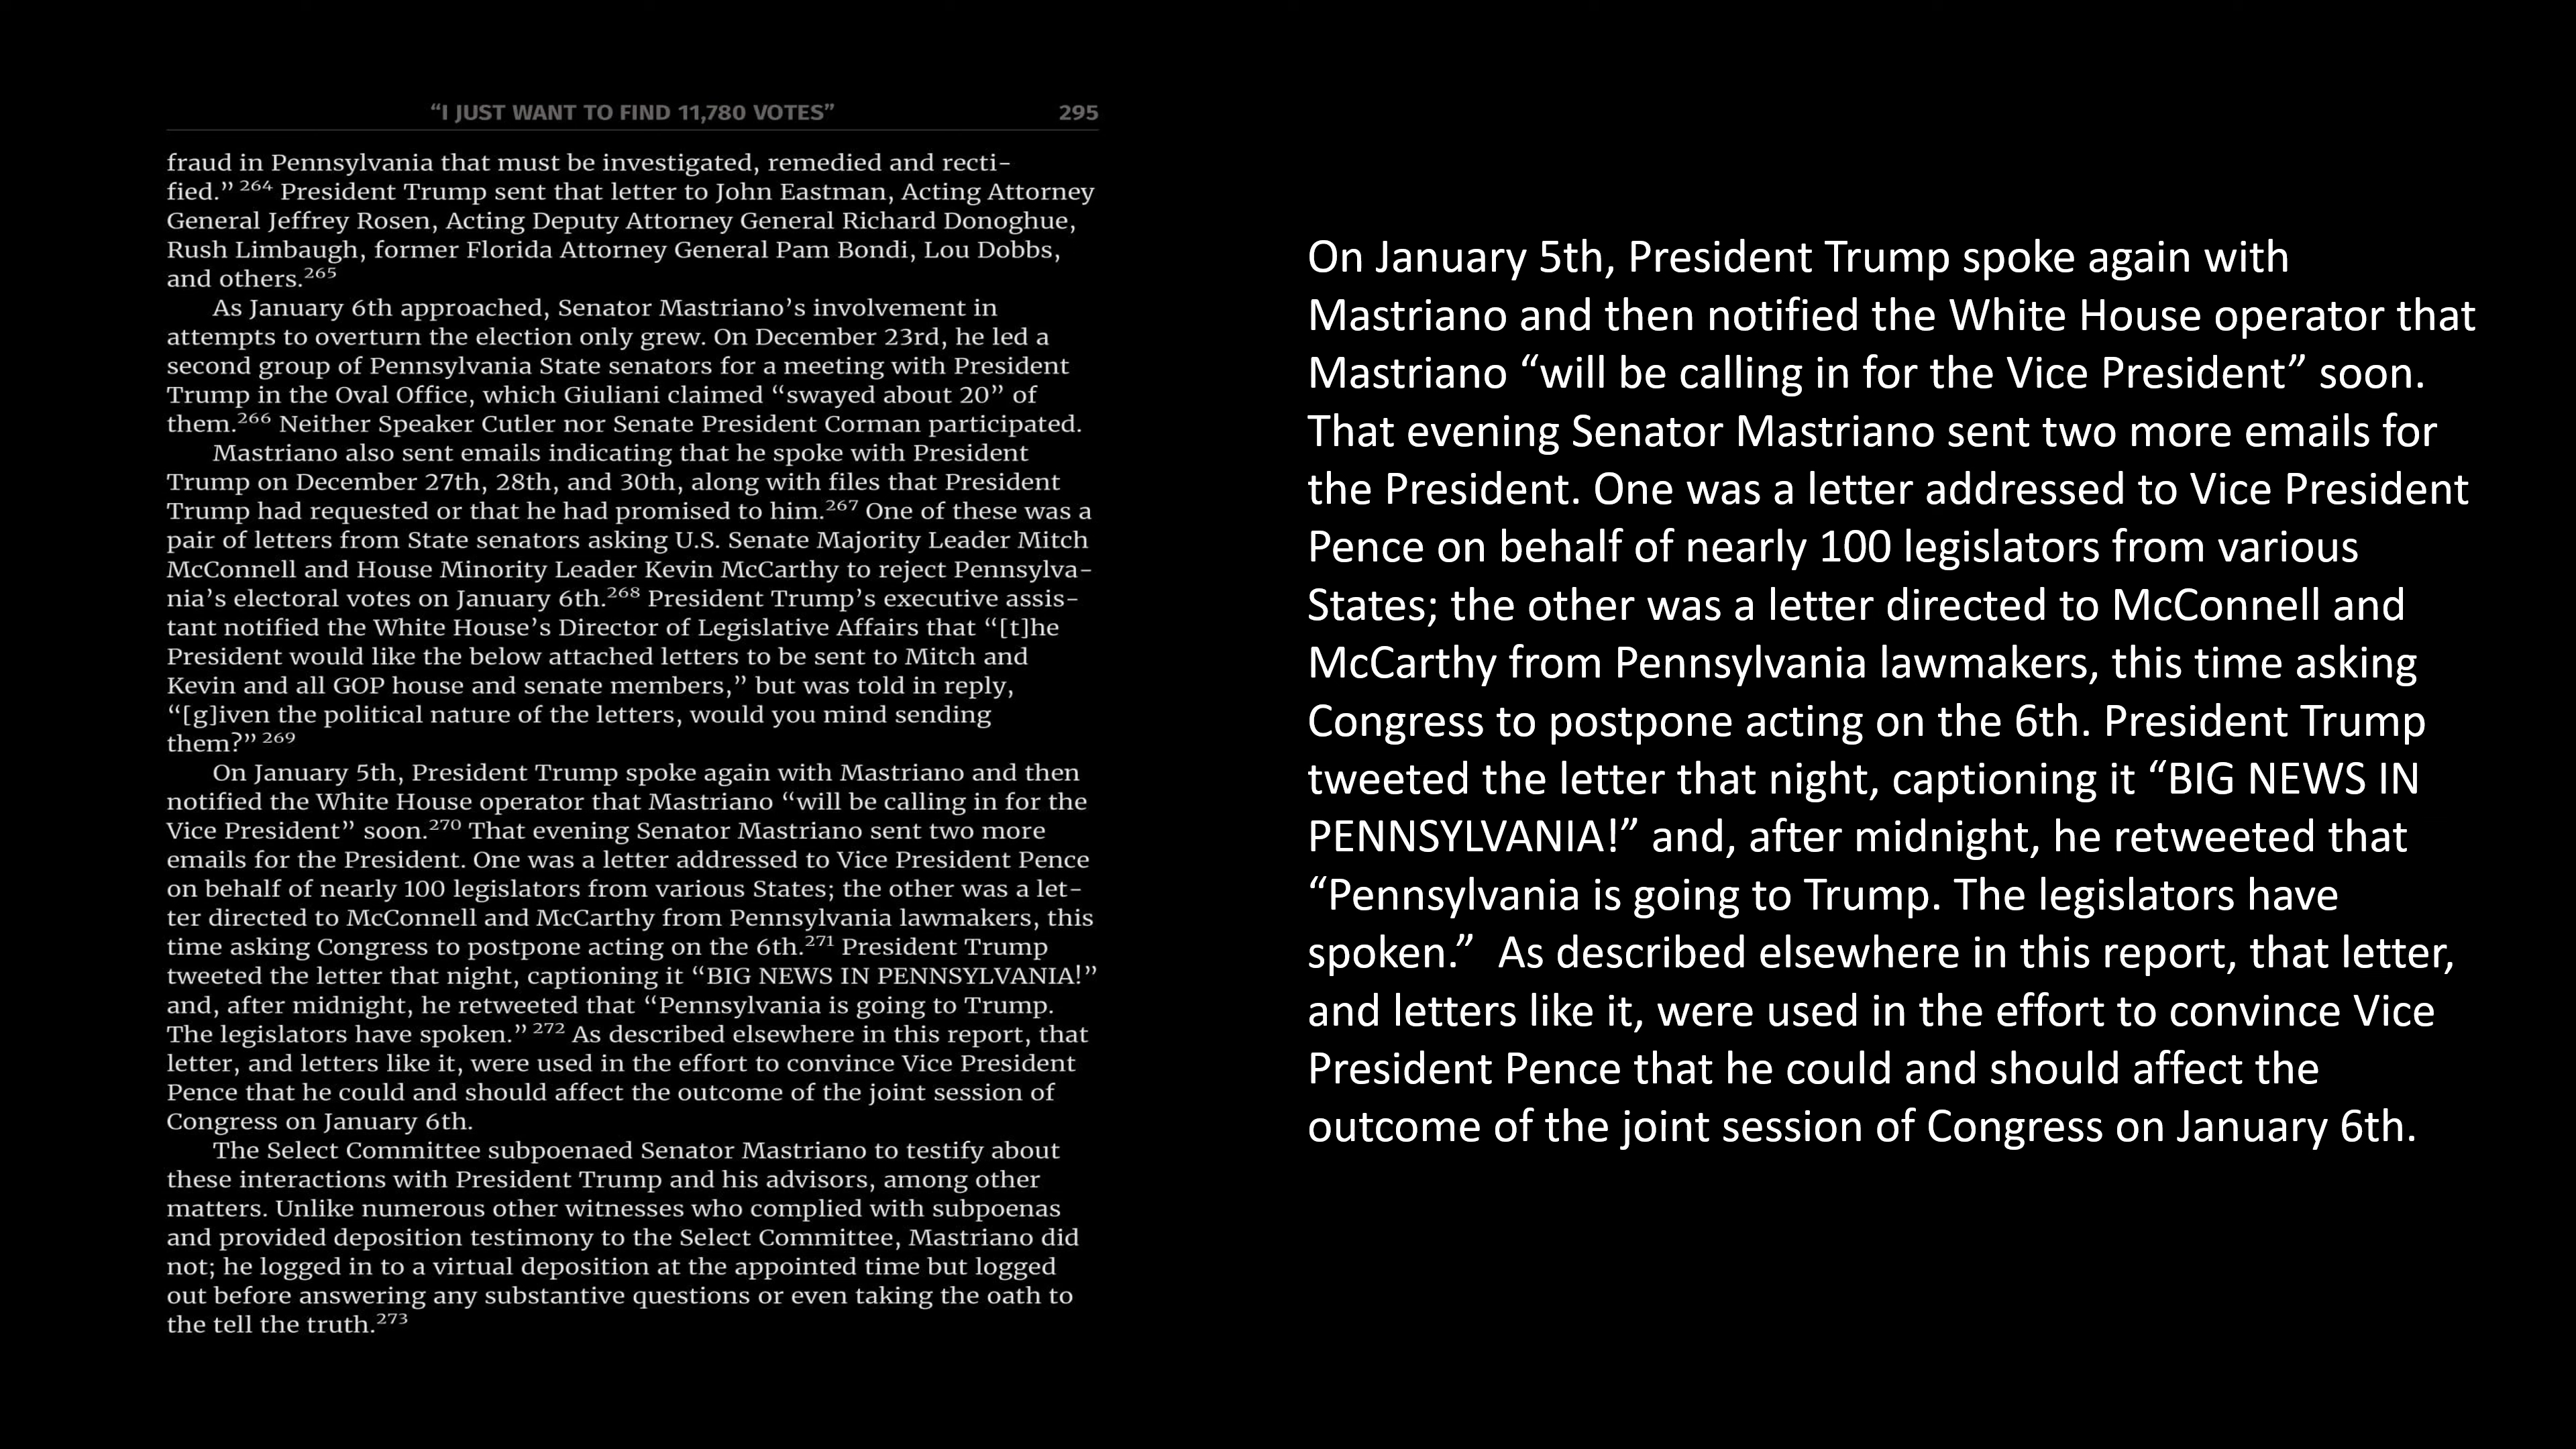 “I JUST WANT TO FIND 11,780 VOTES” 295
fraud in Pennsylvania that must be investigated, remedied and recti-
fied.” 264 President Trump sent that letter to John Eastman, Acting Attorney
General Jeffrey Rosen, Acting Deputy Attorney General Richard Donoghue,
Rush Limbaugh, former Florida Attorney General Pam Bondi, Lou Dobbs,
and others.265
As January 6th approached, Senator Mastriano’s involvement in
attempts to overturn the election only grew. On December 23rd, he led a
second group of Pennsylvania State senators for a meeting with President
Trump in the Oval Office, which Giuliani claimed “swayed about 20” of
them.266 Neither Speaker Cutler nor Senate President Corman participated.
Mastriano also sent emails indicating that he spoke with President
Trump on December 27th, 28th, and 30th, along with files that President
Trump had requested or that he had promised to him.267 One of these was a
pair of letters from State senators asking U.S. Senate Majority Leader Mitch
McConnell and House Minority Leader Kevin McCarthy to reject Pennsylva-
nia’s electoral votes on January 6th.268 President Trump’s executive assis-
tant notified the White House’s Director of Legislative Affairs that “[t]he
President would like the below attached letters to be sent to Mitch and
Kevin and all GOP house and senate members,” but was told in reply,
“[g]iven the political nature of the letters, would you mind sending
them?” 269
On January 5th, President Trump spoke again with Mastriano and then
notified the White House operator that Mastriano “will be calling in for the
Vice President” soon.270 That evening Senator Mastriano sent two more
emails for the President. One was a letter addressed to Vice President Pence
on behalf of nearly 100 legislators from various States; the other was a let-
ter directed to McConnell and McCarthy from Pennsylvania lawmakers, this
time asking Congress to postpone acting on the 6th.271 President Trump
tweeted the letter that night, captioning it “BIG NEWS IN PENNSYLVANIA!”
and, after midnight, he retweeted that “Pennsylvania is going to Trump.
The legislators have spoken.” 272 As described elsewhere in this report, that
letter, and letters like it, were used in the effort to convince Vice President
Pence that he could and should affect the outcome of the joint session of
Congress on January 6th.
The Select Committee subpoenaed Senator Mastriano to testify about
these interactions with President Trump and his advisors, among other
matters. Unlike numerous other witnesses who complied with subpoenas
and provided deposition testimony to the Select Committee, Mastriano did
not; he logged in to a virtual deposition at the appointed time but logged
out before answering any substantive questions or even taking the oath to
the tell the truth.273
On January 5th, President Trump spoke again with
Mastriano and then notified the White House operator that
Mastriano “will be calling in for the Vice President” soon.
That evening Senator Mastriano sent two more emails for
the President. One was a letter addressed to Vice President
Pence on behalf of nearly 100 legislators from various
States; the other was a letter directed to McConnell and
McCarthy from Pennsylvania lawmakers, this time asking
Congress to postpone acting on the 6th. President Trump
tweeted the letter that night, captioning it “BIG NEWS IN
PENNSYLVANIA!” and, after midnight, he retweeted that
“Pennsylvania is going to Trump. The legislators have
spoken.”  As described elsewhere in this report, that letter,
and letters like it, were used in the effort to convince Vice
President Pence that he could and should affect the
outcome of the joint session of Congress on January 6th.